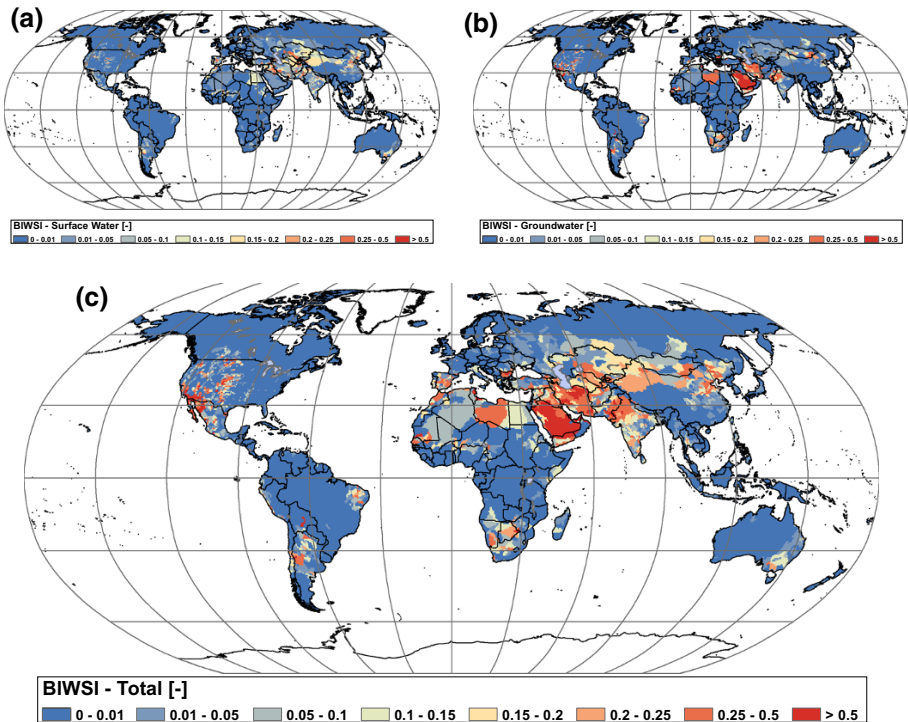 (a)
(b)
BIWSI - Surface Water [-]
0 - 0.01 0.01 - 0.05 0.05 - 0.1 0.1 - 0.15 0.15 - 0.2 0.2 - 0.25 0.25 - 0.5 > 0.5
BIWSI - Groundwater [-]
0 - 0.01 0.01 - 0.05 0.05 - 0.1 0.1 - 0.15 0.15 - 0.2 0.2 - 0.25 0.25 - 0.5 > 0.5
(c)
BIWSI - Total [-]
0 - 0.01 0.01 - 0.05 0.05 - 0.1 0.1 - 0.15 0.15 - 0.2 0.2 - 0.25 0.25 - 0.5 > 0.5